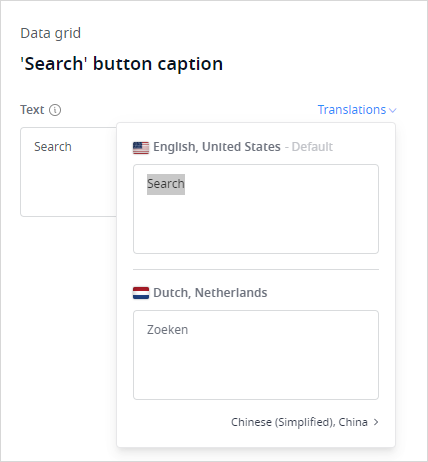 Data grid
'Search' button caption
Text
Translations
Search
English, United States - Default
Search
Dutch, Netherlands
Zoeken
Chinese (Simplified), China